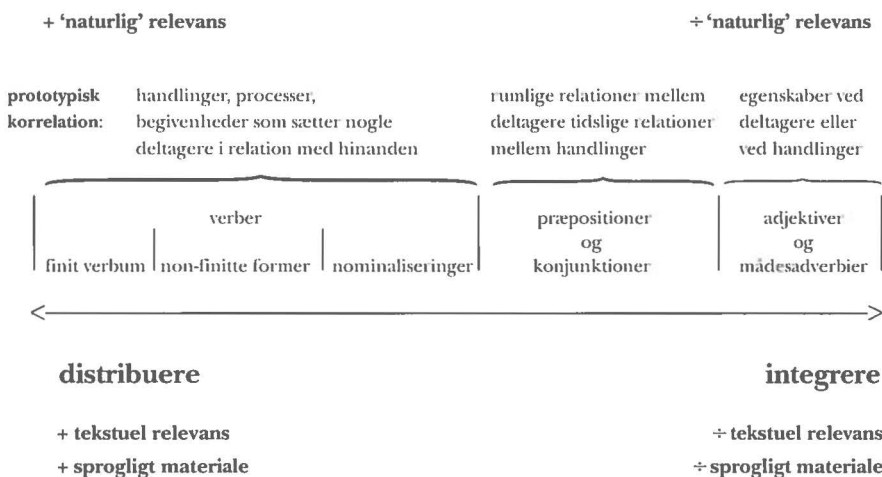 + ‘naturlig’ relevans ÷ ‘naturlig’ relevans
prototypisk handlinger, processer, rumlige relationer mellem egenskaber ved
korrelation: begivenheder som sætter nogle deltagere tidslige relationer deltagere eller
deltagere i relation med hinanden mellem handlinger ved handlinger
verber præpositioner adjektiver
og og
finit verbum non-finitte former nominaliseringer konjunktioner mådesadverbier
distribuere integrere
+ tekstuel relevans ÷ tekstuel relevans
+ sprogligt materiale ÷ sprogligt materiale